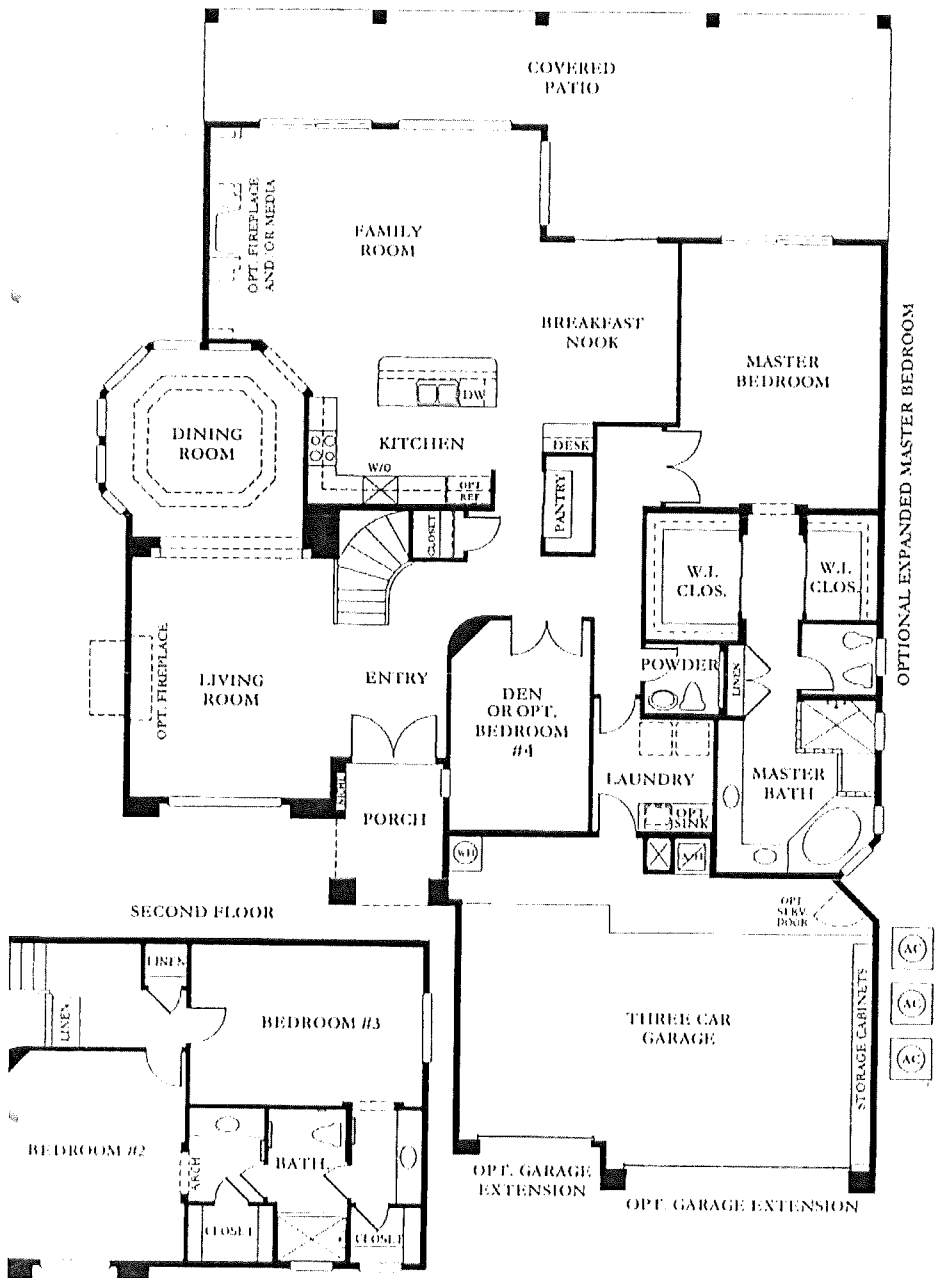 COVERED
PATIO
OPT. FIREPLACE
AND/OR MEDIA
FAMILY
ROOM
BREAKFAST
NOOK
MASTER
BEDROOM
OPTIONAL EXPANDED MASTER BEDROOM
DW
DINING
ROOM
KITCHEN
DESK
W/O
OPT
REF
PANTRY
CLOSET
W.I.
CLOS.
W.I.
CLOS.
OPT. FIREPLACE
LIVING
ROOM
ENTRY
DEN
OR OPT.
BEDROOM
#4
POWDER
LINEN
LAUNDRY
OPT.
SINK
MASTER
BATH
NICHE
PORCH
WH
A/H
SECOND FLOOR
OPT
SERV.
DOOR
LINEN
LINEN
BEDROOM #3
THREE CAR
GARAGE
STORAGE CABINETS
AC
AC
AC
BEDROOM #2
ARCH
BATH
CLOSET
CLOSET
OPT. GARAGE
EXTENSION
OPT. GARAGE EXTENSION